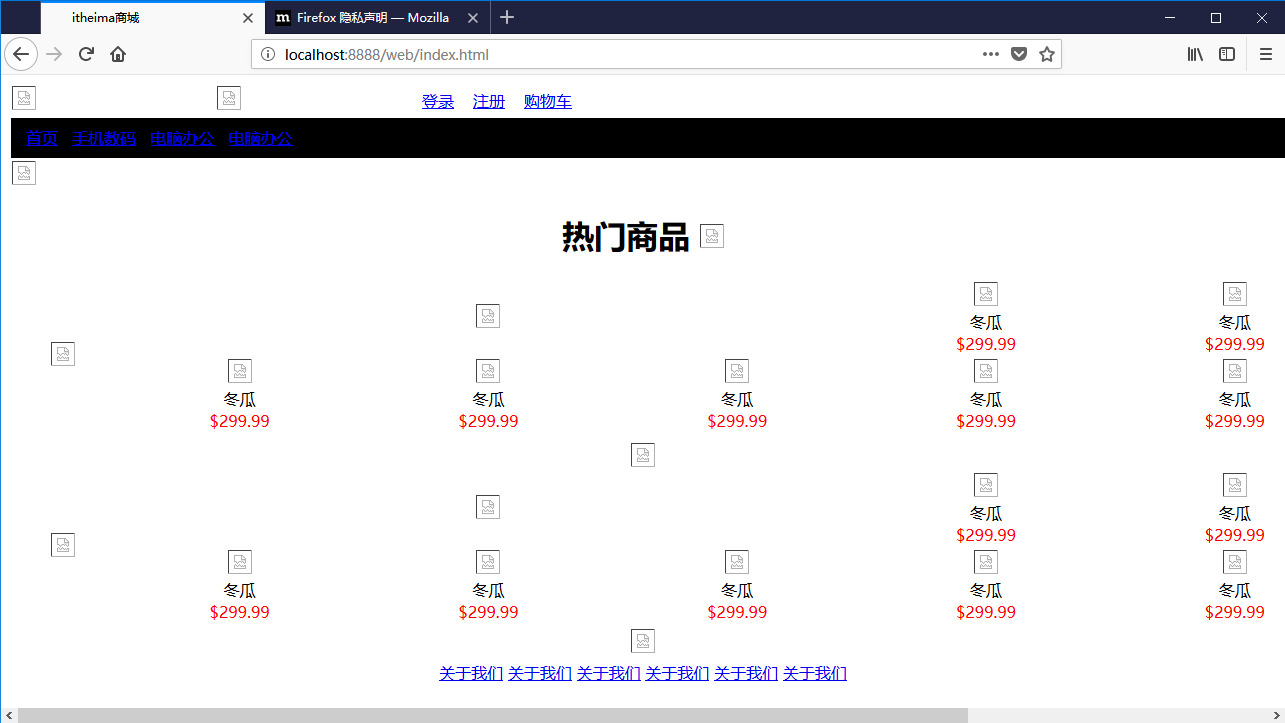 itheima商城
Firefox 隐私声明 — Mozilla
localhost:8888/web/index.html
登录 注册 购物车
首页 手机数码 电脑办公 电脑办公
热门商品
冬瓜 冬瓜
$299.99 $299.99
冬瓜 冬瓜 冬瓜 冬瓜 冬瓜
$299.99 $299.99 $299.99 $299.99 $299.99
冬瓜 冬瓜
$299.99 $299.99
冬瓜 冬瓜 冬瓜 冬瓜 冬瓜
$299.99 $299.99 $299.99 $299.99 $299.99
关于我们 关于我们 关于我们 关于我们 关于我们 关于我们